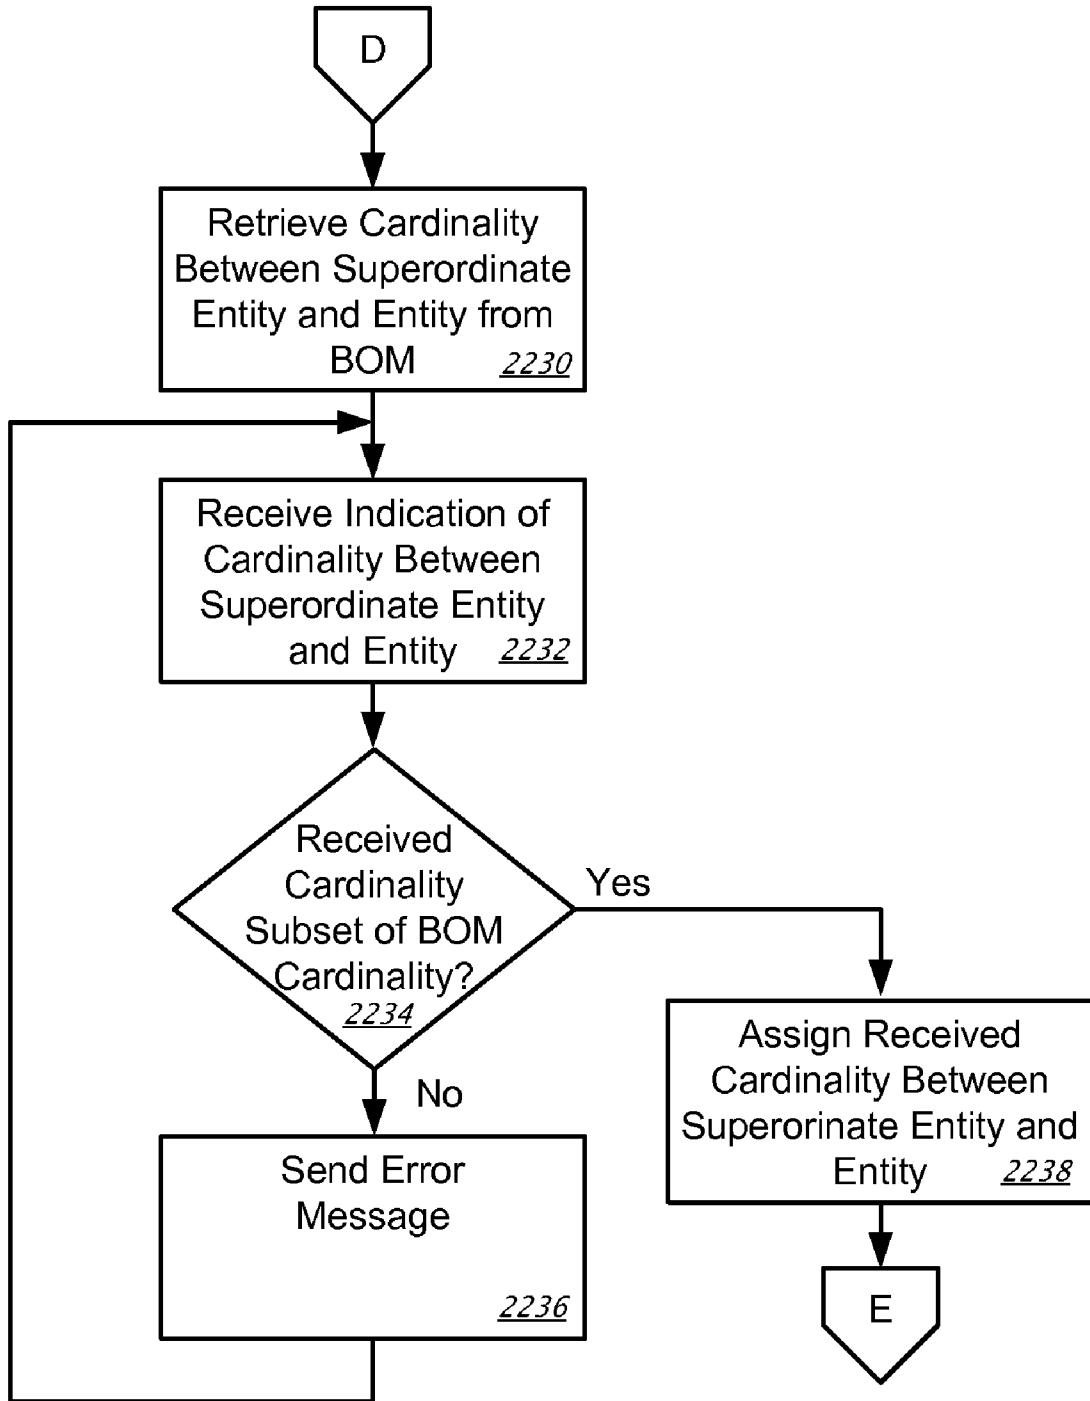 D
Retrieve Cardinality
Between Superordinate
Entity and Entity from
BOM 2230
Receive Indication of
Cardinality Between
Superordinate Entity
and Entity 2232
Received
Cardinality
Subset of BOM
Cardinality?
2234
Yes
No
Send Error
Message
2236
Assign Received
Cardinality Between
Superorinate Entity and
Entity 2238
E